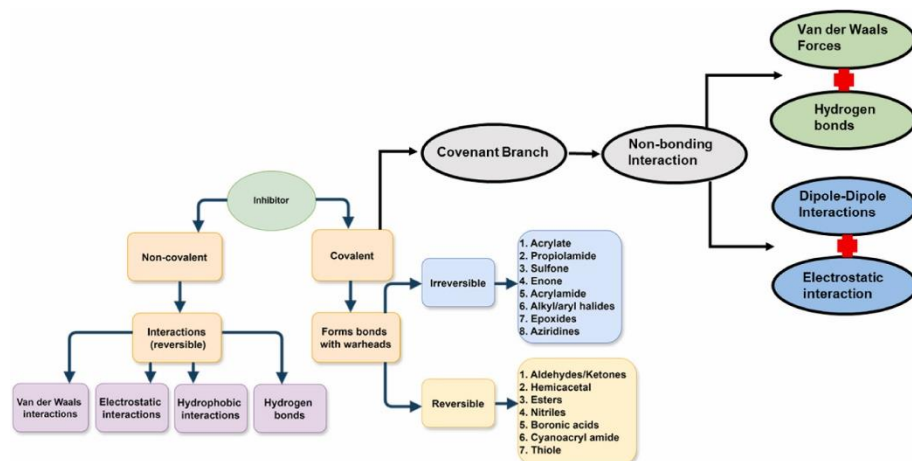 Van der Waals
Forces
Hydrogen
bonds
Covenant Branch
Non-bonding
Interaction
Dipole-Dipole
Interactions
Electrostatic
interaction
Inhibitor
Non-covalent
Covalent
Interactions
(reversible)
Forms bonds
with warheads
Van der Waals
interactions
Electrostatic
interactions
Hydrophobic
interactions
Hydrogen
bonds
Irreversible
1. Acrylate
2. Propiolamide
3. Sulfone
4. Enone
5. Acrylamide
6. Alkyl/aryl halides
7. Epoxides
8. Aziridines
Reversible
1. Aldehydes/Ketones
2. Hemicacetal
3. Esters
4. Nitriles
5. Boronic acids
6. Cyanoacryl amide
7. Thiole